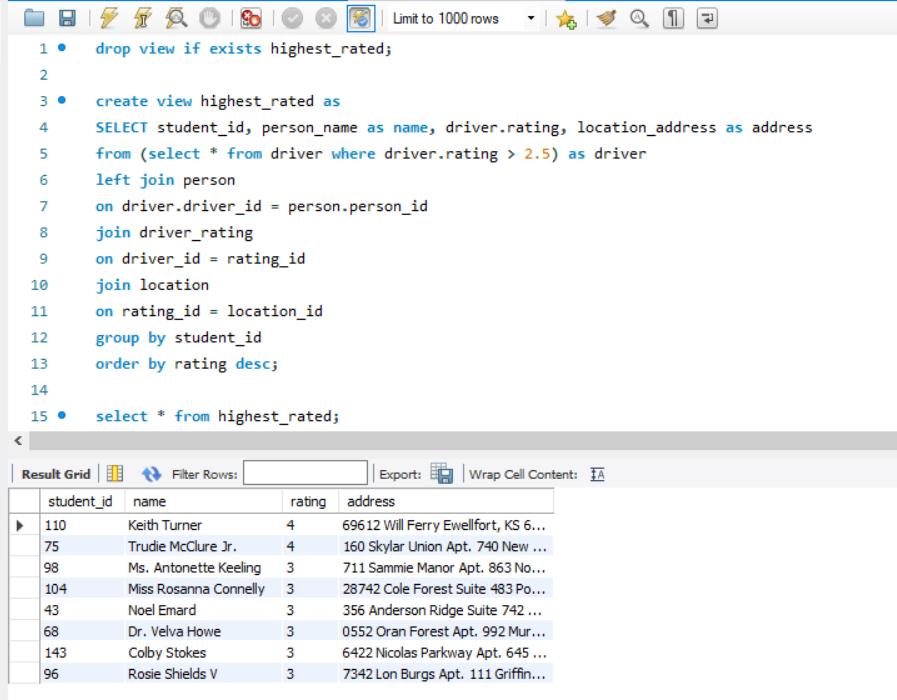 Limit to 1000 rows
1 drop view if exists highest_rated;
2
3 create view highest_rated as
4 SELECT student_id, person_name as name, driver.rating, location_address as address
5 from (select * from driver where driver.rating > 2.5) as driver
6 left join person
7 on driver.driver_id = person.person_id
8 join driver_rating
9 on driver_id = rating_id
10 join location
11 on rating_id = location_id
12 group by student_id
13 order by rating desc;
14
15 select * from highest_rated;
Result Grid Filter Rows: Export: Wrap Cell Content: IA
student_id name rating address
110 Keith Turner 4 69612 Will Ferry Ewellfort, KS 6...
75 Trudie McClure Jr. 4 160 Skylar Union Apt. 740 New ...
98 Ms. Antonette Keeling 3 711 Sammie Manor Apt. 863 No...
104 Miss Rosanna Connelly 3 28742 Cole Forest Suite 483 Po...
43 Noel Emard 3 356 Anderson Ridge Suite 742 ...
68 Dr. Velva Howe 3 0552 Oran Forest Apt. 992 Mur...
143 Colby Stokes 3 6422 Nicolas Parkway Apt. 645 ...
96 Rosie Shields V 3 7342 Lon Burgs Apt. 111 Griffin...